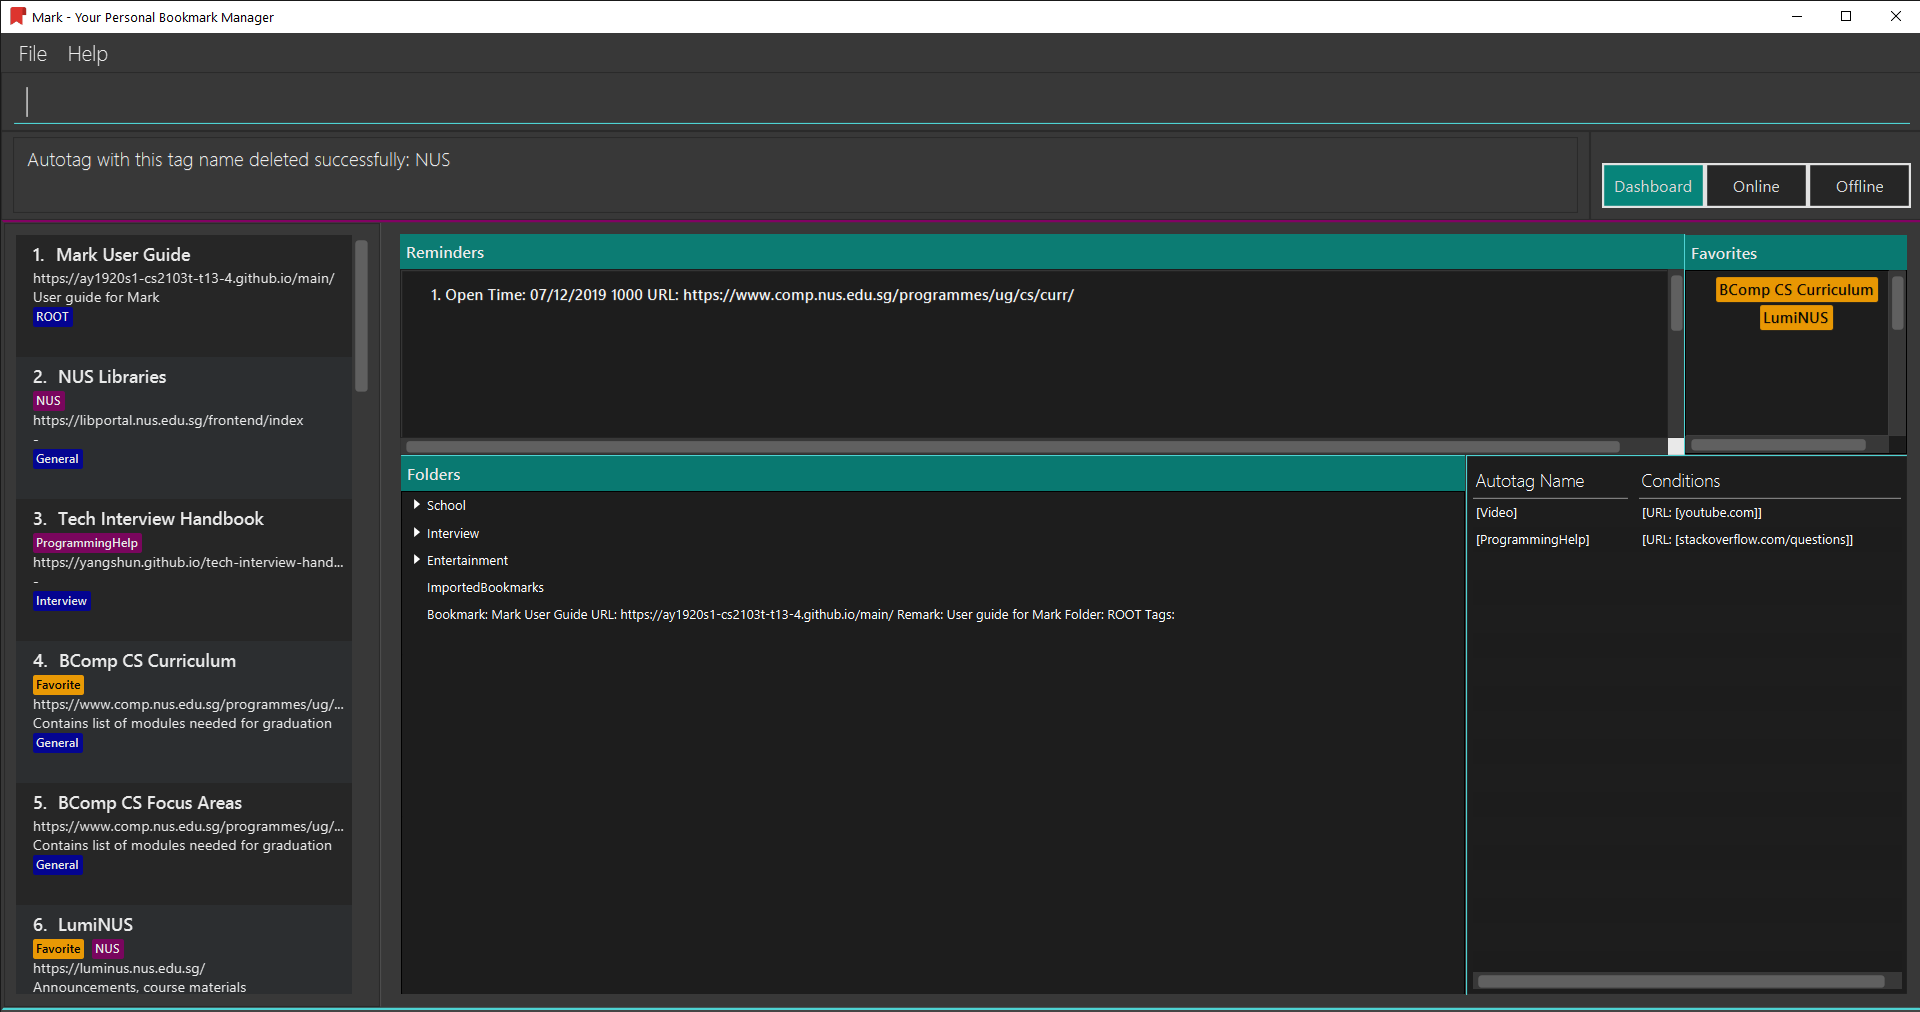 Mark - Your Personal Bookmark Manager
File Help
Autotag with this tag name deleted successfully: NUS
Dashboard Online Offline
1. Mark User Guide
https://ay1920s1-cs2103t-t13-4.github.io/main/
User guide for Mark
ROOT
2. NUS Libraries
NUS
https://libportal.nus.edu.sg/frontend/index
-
General
3. Tech Interview Handbook
ProgrammingHelp
https://yangshun.github.io/tech-interview-hand...
-
Interview
4. BComp CS Curriculum
Favorite
https://www.comp.nus.edu.sg/programmes/ug/...
Contains list of modules needed for graduation
General
5. BComp CS Focus Areas
https://www.comp.nus.edu.sg/programmes/ug/...
Contains list of modules needed for graduation
General
6. LumiNUS
Favorite NUS
https://luminus.nus.edu.sg/
Announcements, course materials
Reminders
1. Open Time: 07/12/2019 1000 URL: https://www.comp.nus.edu.sg/programmes/ug/cs/curr/
Favorites
BComp CS Curriculum
LumiNUS
Folders
School
Interview
Entertainment
ImportedBookmarks
Bookmark: Mark User Guide URL: https://ay1920s1-cs2103t-t13-4.github.io/main/ Remark: User guide for Mark Folder: ROOT Tags:
Autotag Name Conditions
[Video] [URL: [youtube.com]]
[ProgrammingHelp] [URL: [stackoverflow.com/questions]]